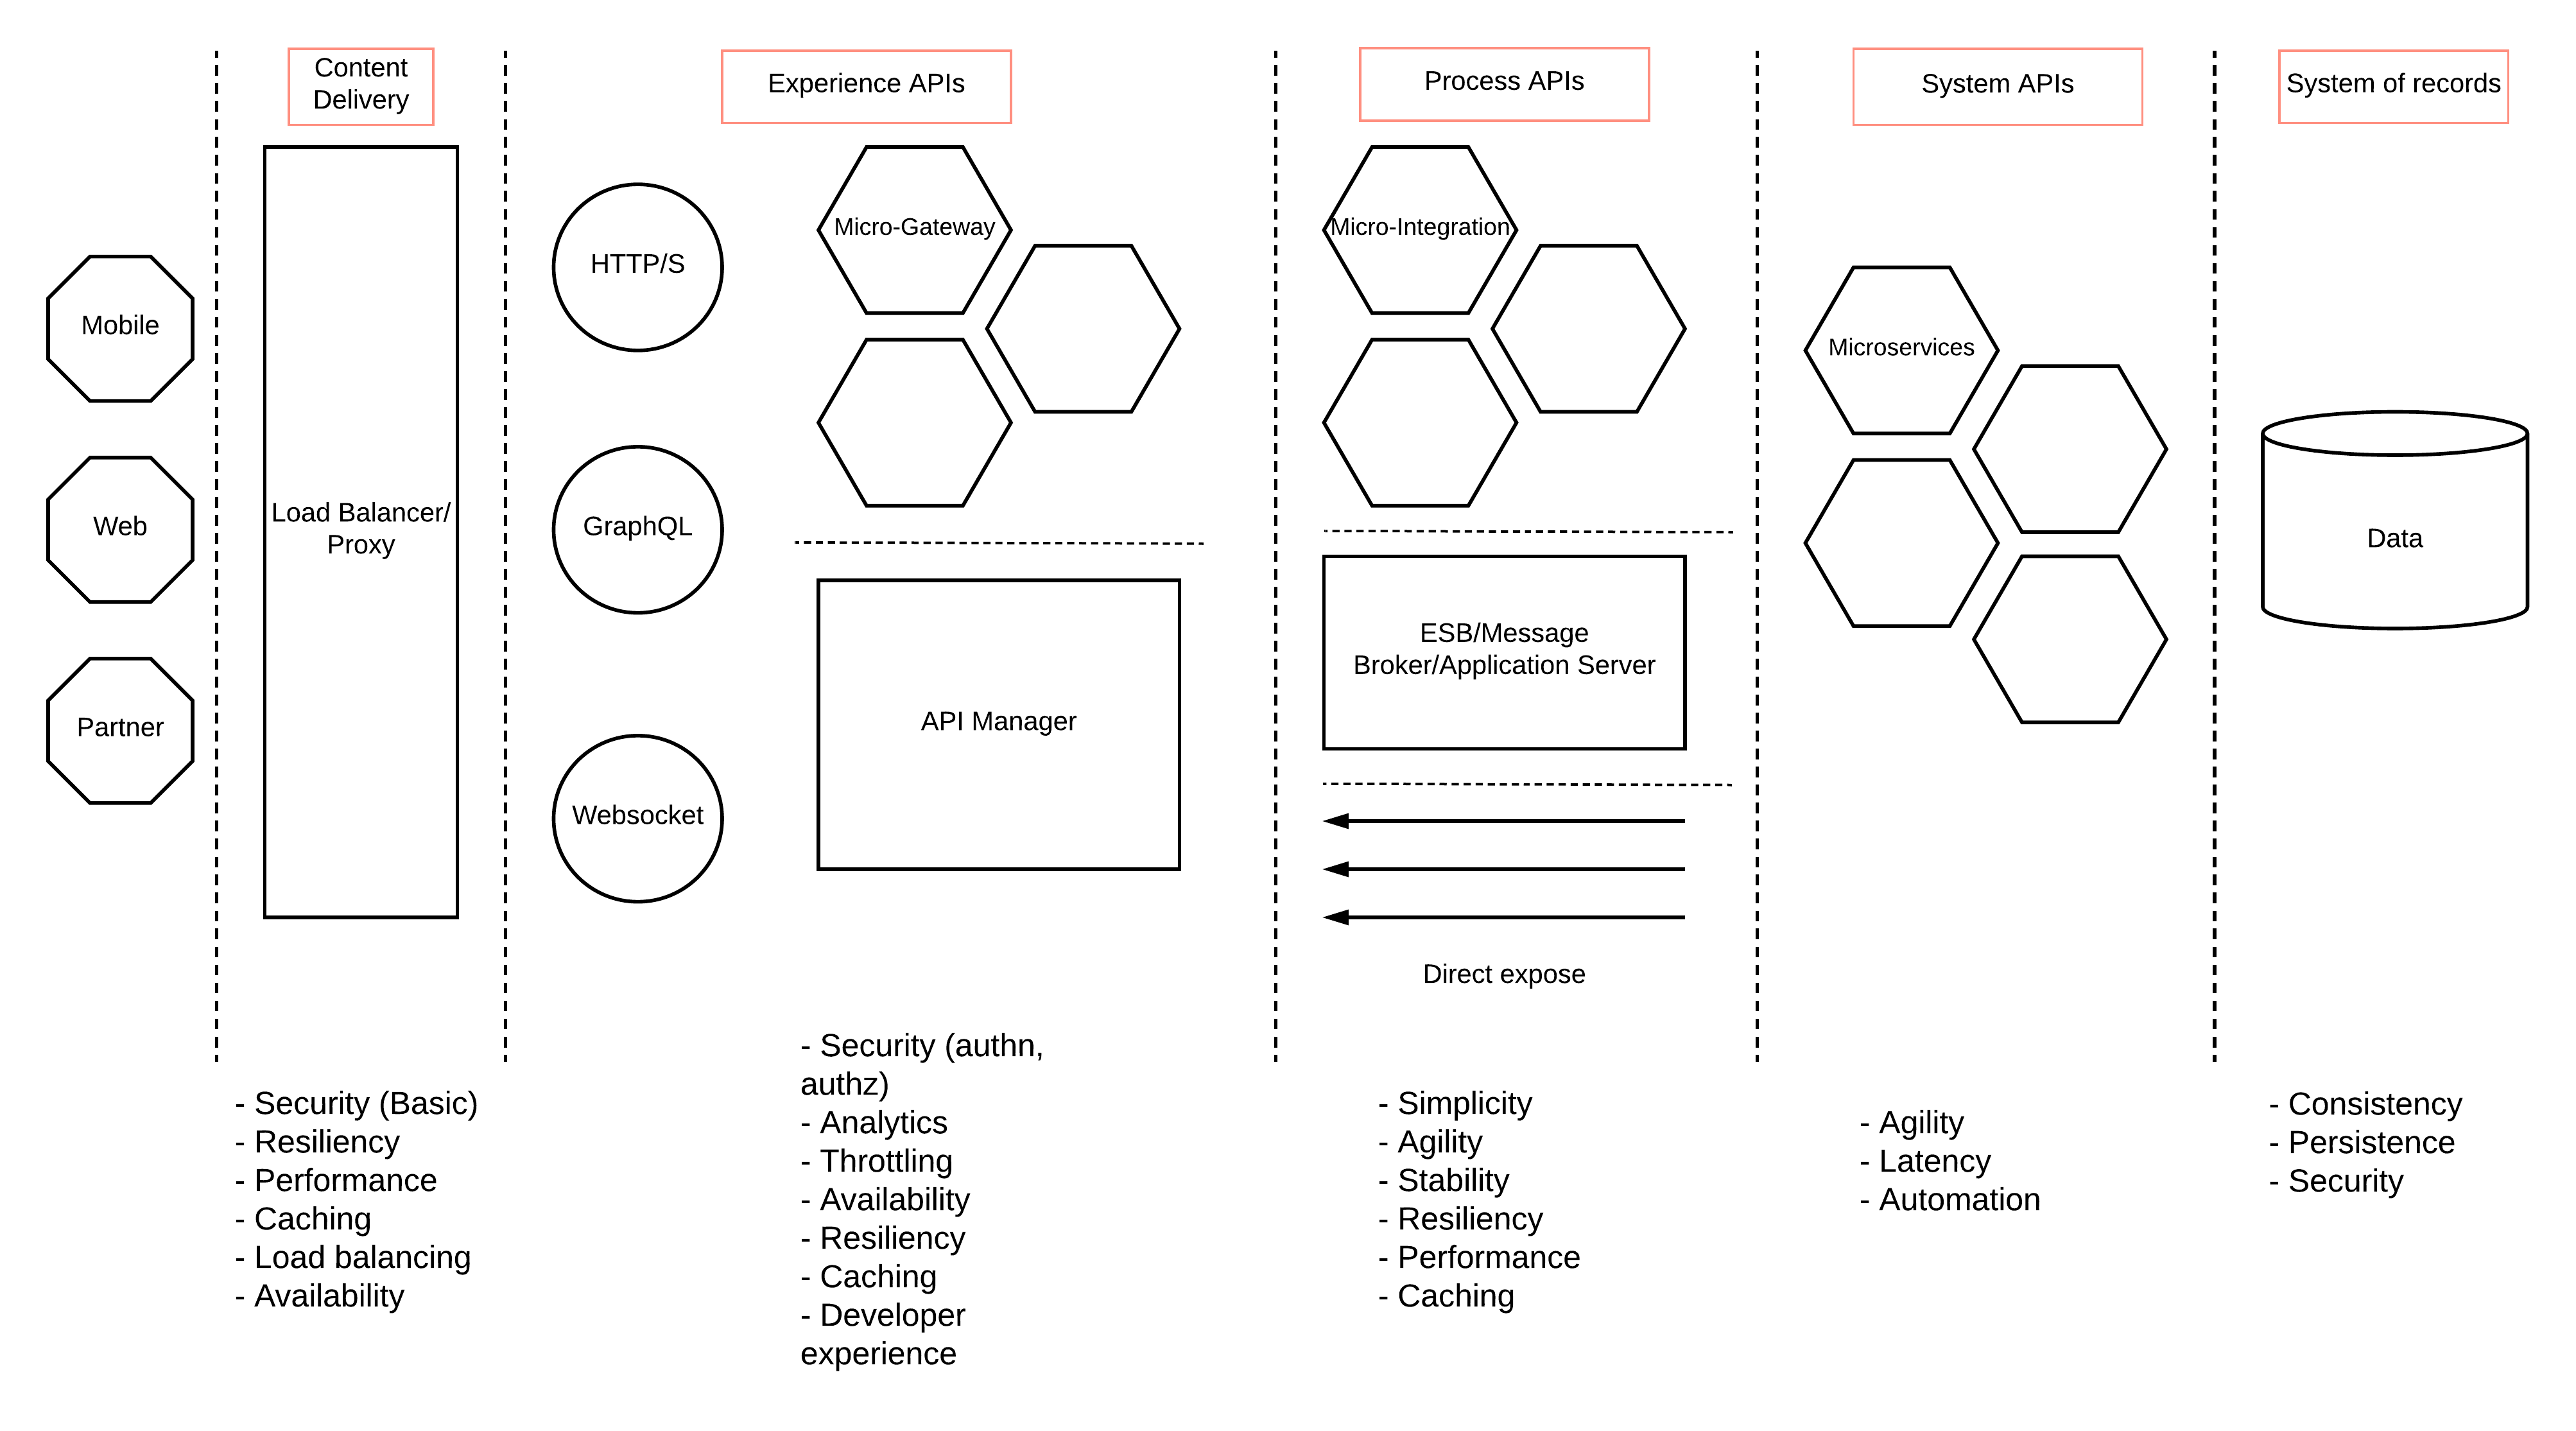 Content
Delivery
Experience APIs
Process APIs
System APIs
System of records
Mobile
Web
Partner
Load Balancer/
Proxy
HTTP/S
GraphQL
Websocket
Micro-Gateway
API Manager
Micro-Integration
ESB/Message
Broker/Application Server
Direct expose
Microservices
Data
- Security (Basic)
- Resiliency
- Performance
- Caching
- Load balancing
- Availability
- Security (authn,
authz)
- Analytics
- Throttling
- Availability
- Resiliency
- Caching
- Developer
experience
- Simplicity
- Agility
- Stability
- Resiliency
- Performance
- Caching
- Agility
- Latency
- Automation
- Consistency
- Persistence
- Security